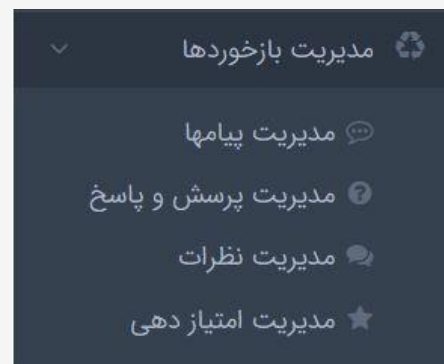 مدیریت بازخوردها
مدیریت پیامها
مدیریت پرسش و پاسخ
مدیریت نظرات
مدیریت امتیاز دهی